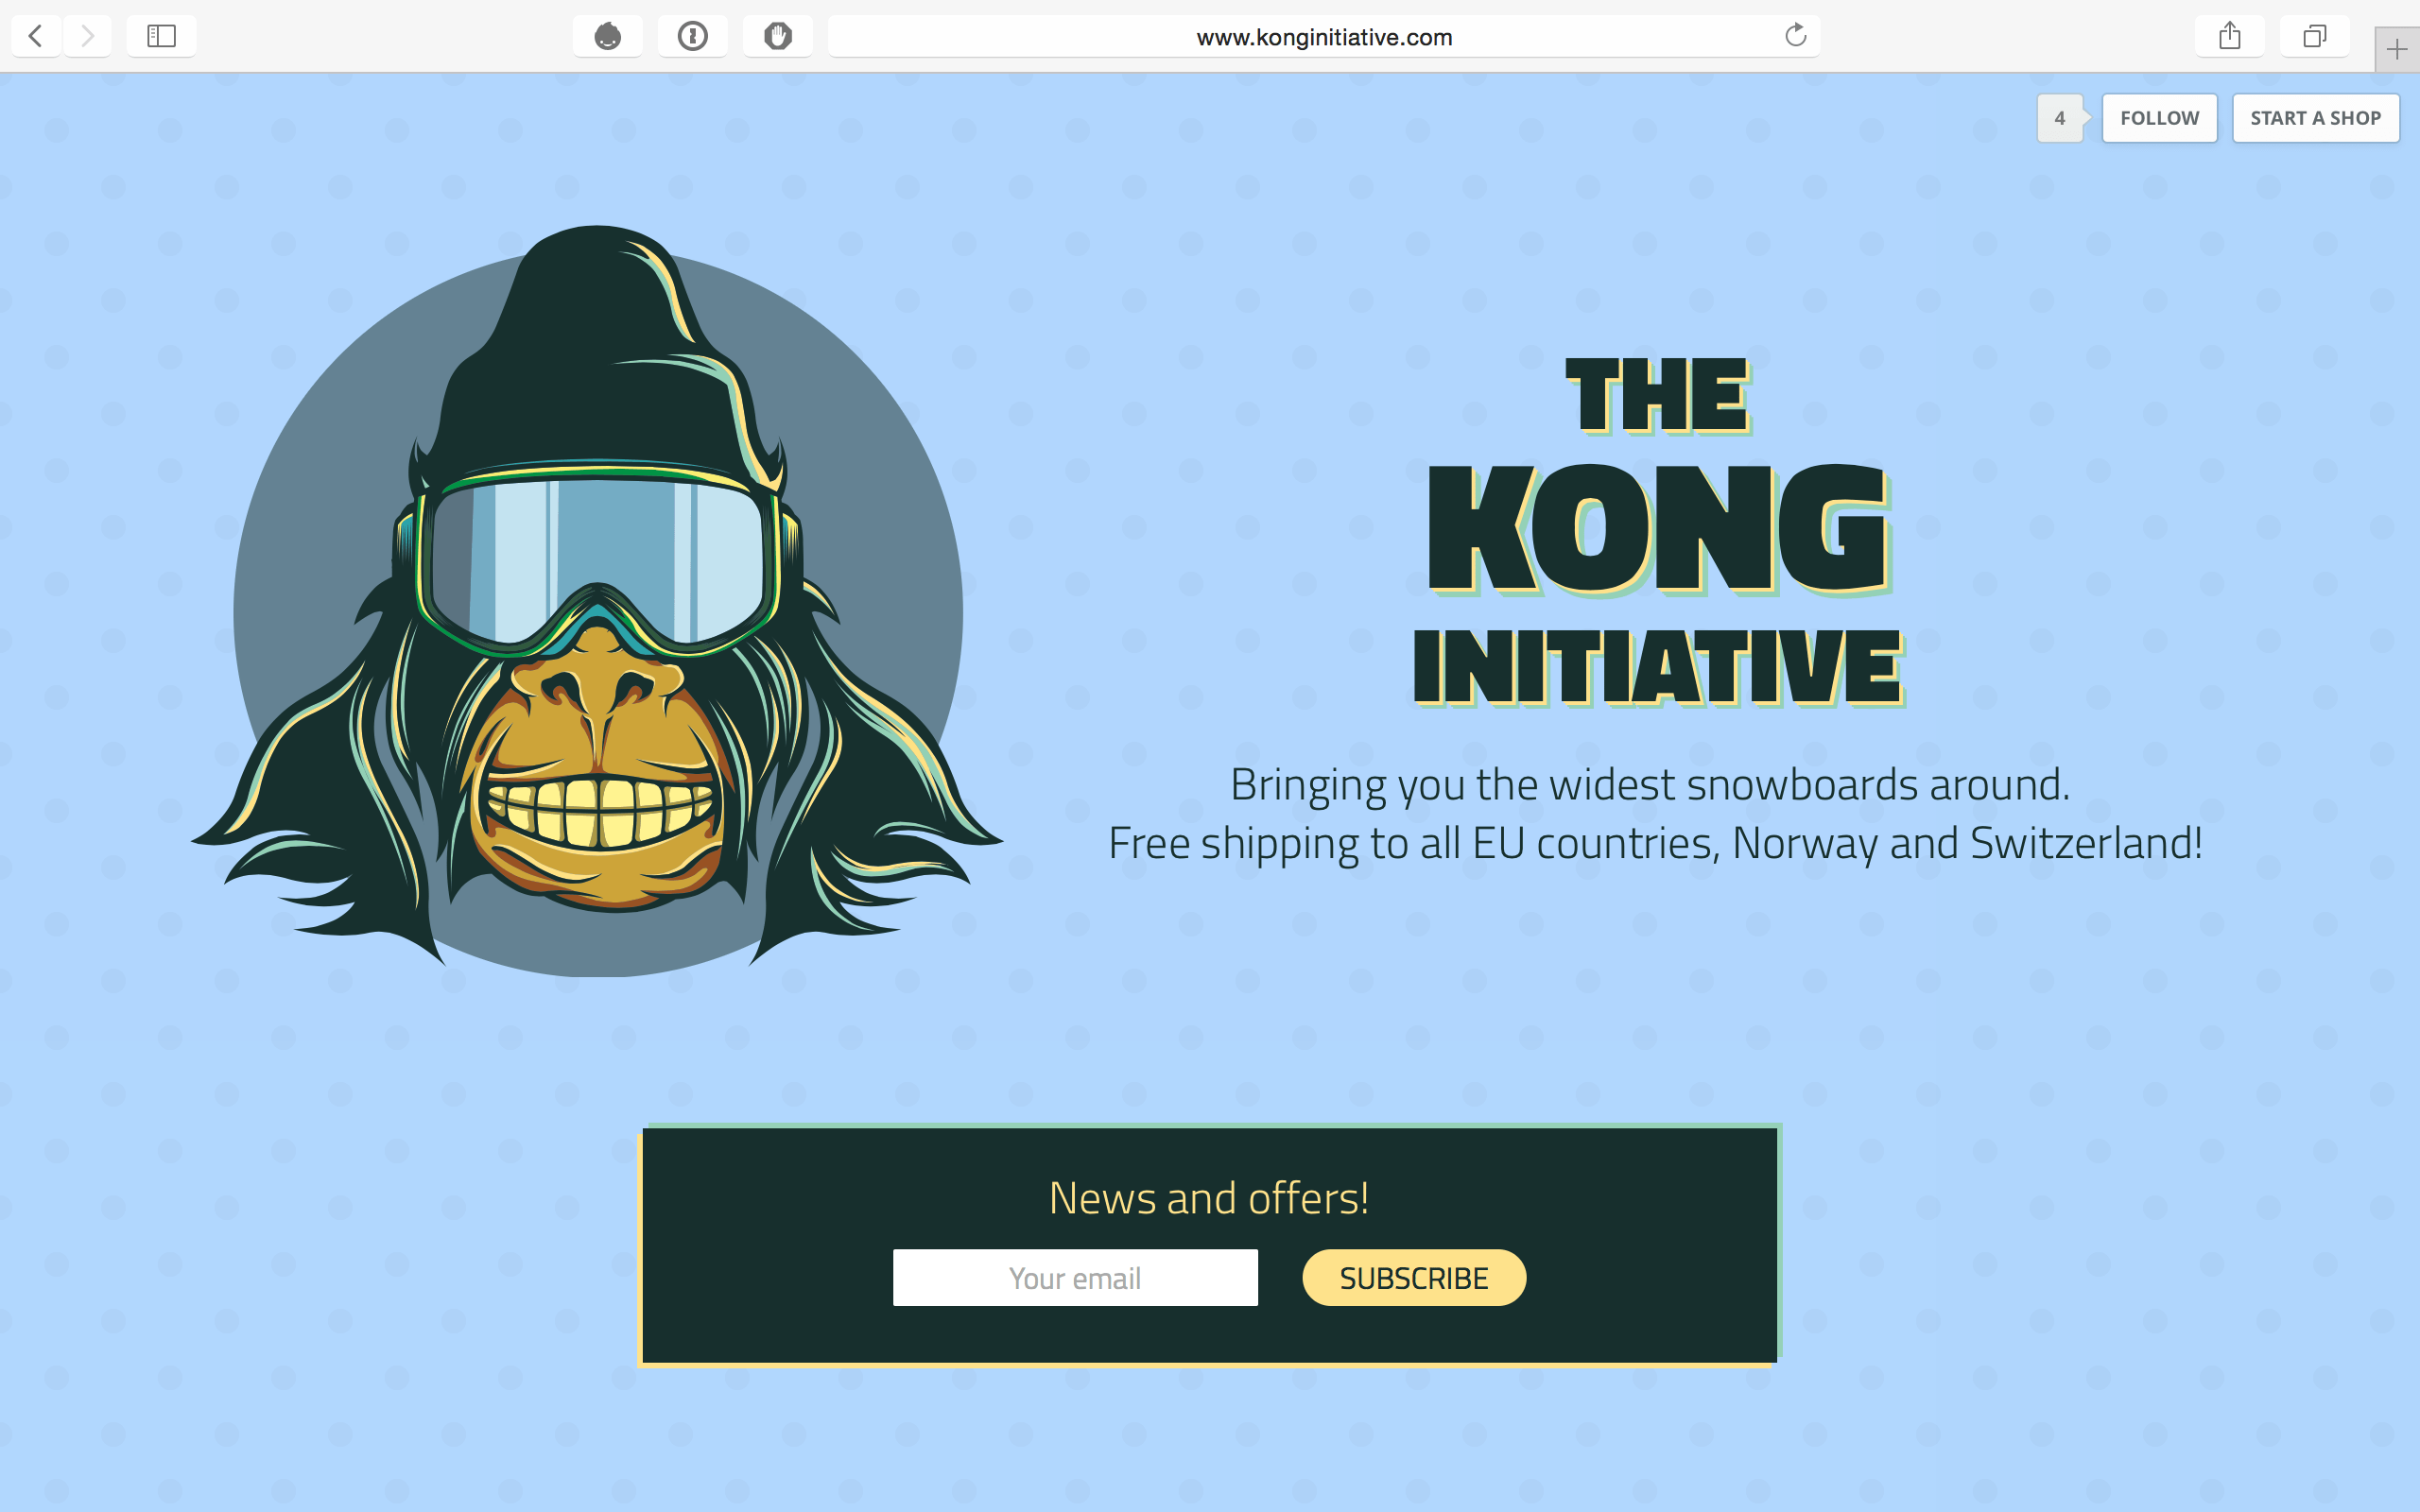 www.konginitiative.com
4
FOLLOW
START A SHOP
THE
KONG
INITIATIVE
Bringing you the widest snowboards around.
Free shipping to all EU countries, Norway and Switzerland!
News and offers!
Your email
SUBSCRIBE